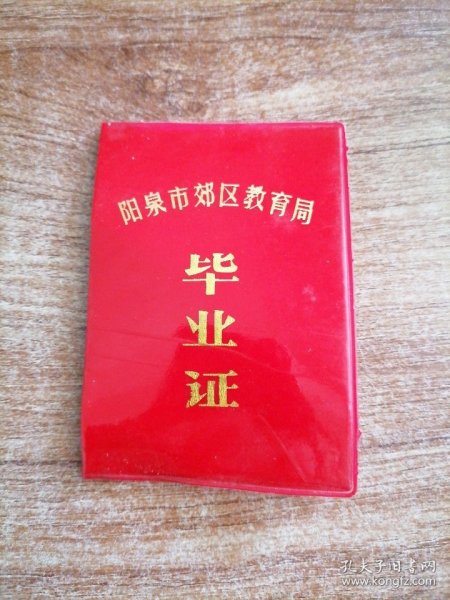 阳泉市郊区教育局
毕
业
证
孔夫子旧书网
www.kongfz.com